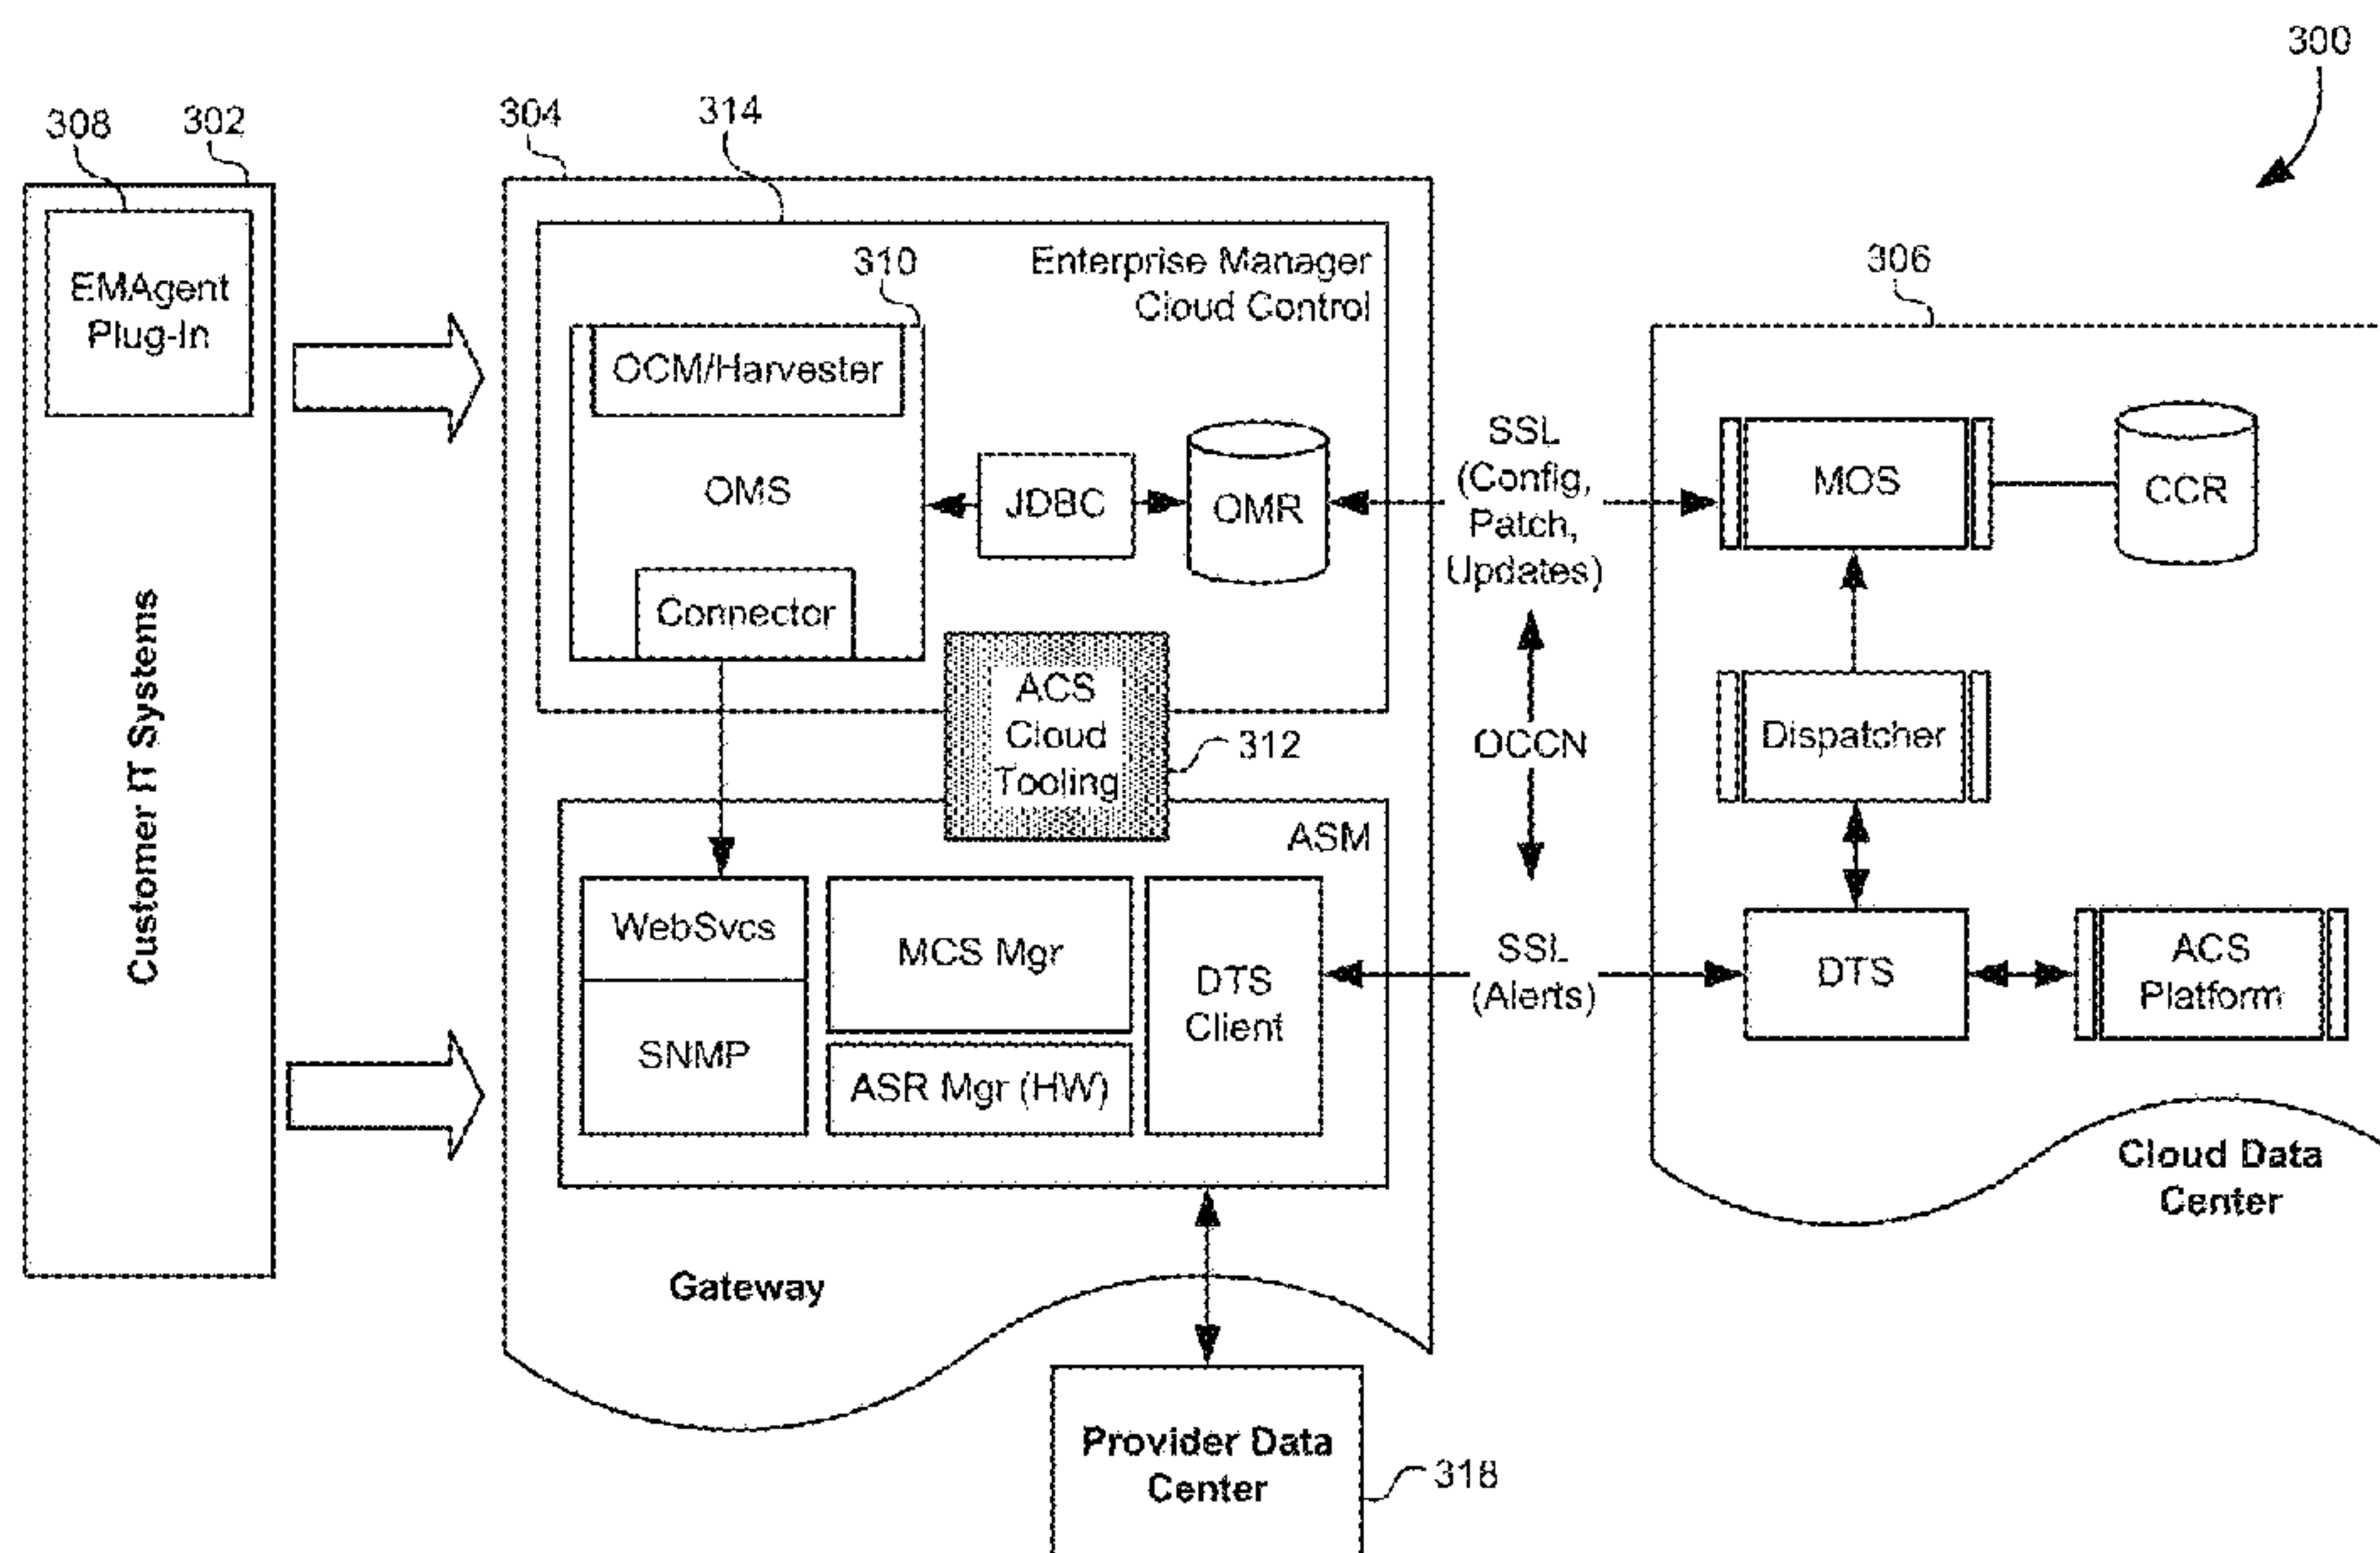 300
308
302
304
314
EMAgent
Plug-In
Customer IT Systems
310
Enterprise Manager
Cloud Control
OCM/Harvester
OMS
JDBC
OMR
Connector
ACS
Cloud
Tooling
312
ASM
WebSvcs
SNMP
MCS Mgr
ASR Mgr (HW)
DTS
Client
Gateway
Provider Data
Center
318
SSL
(Config,
Patch,
Updates)
OCCN
SSL
(Alerts)
306
MOS
CCR
Dispatcher
DTS
ACS
Platform
Cloud Data
Center